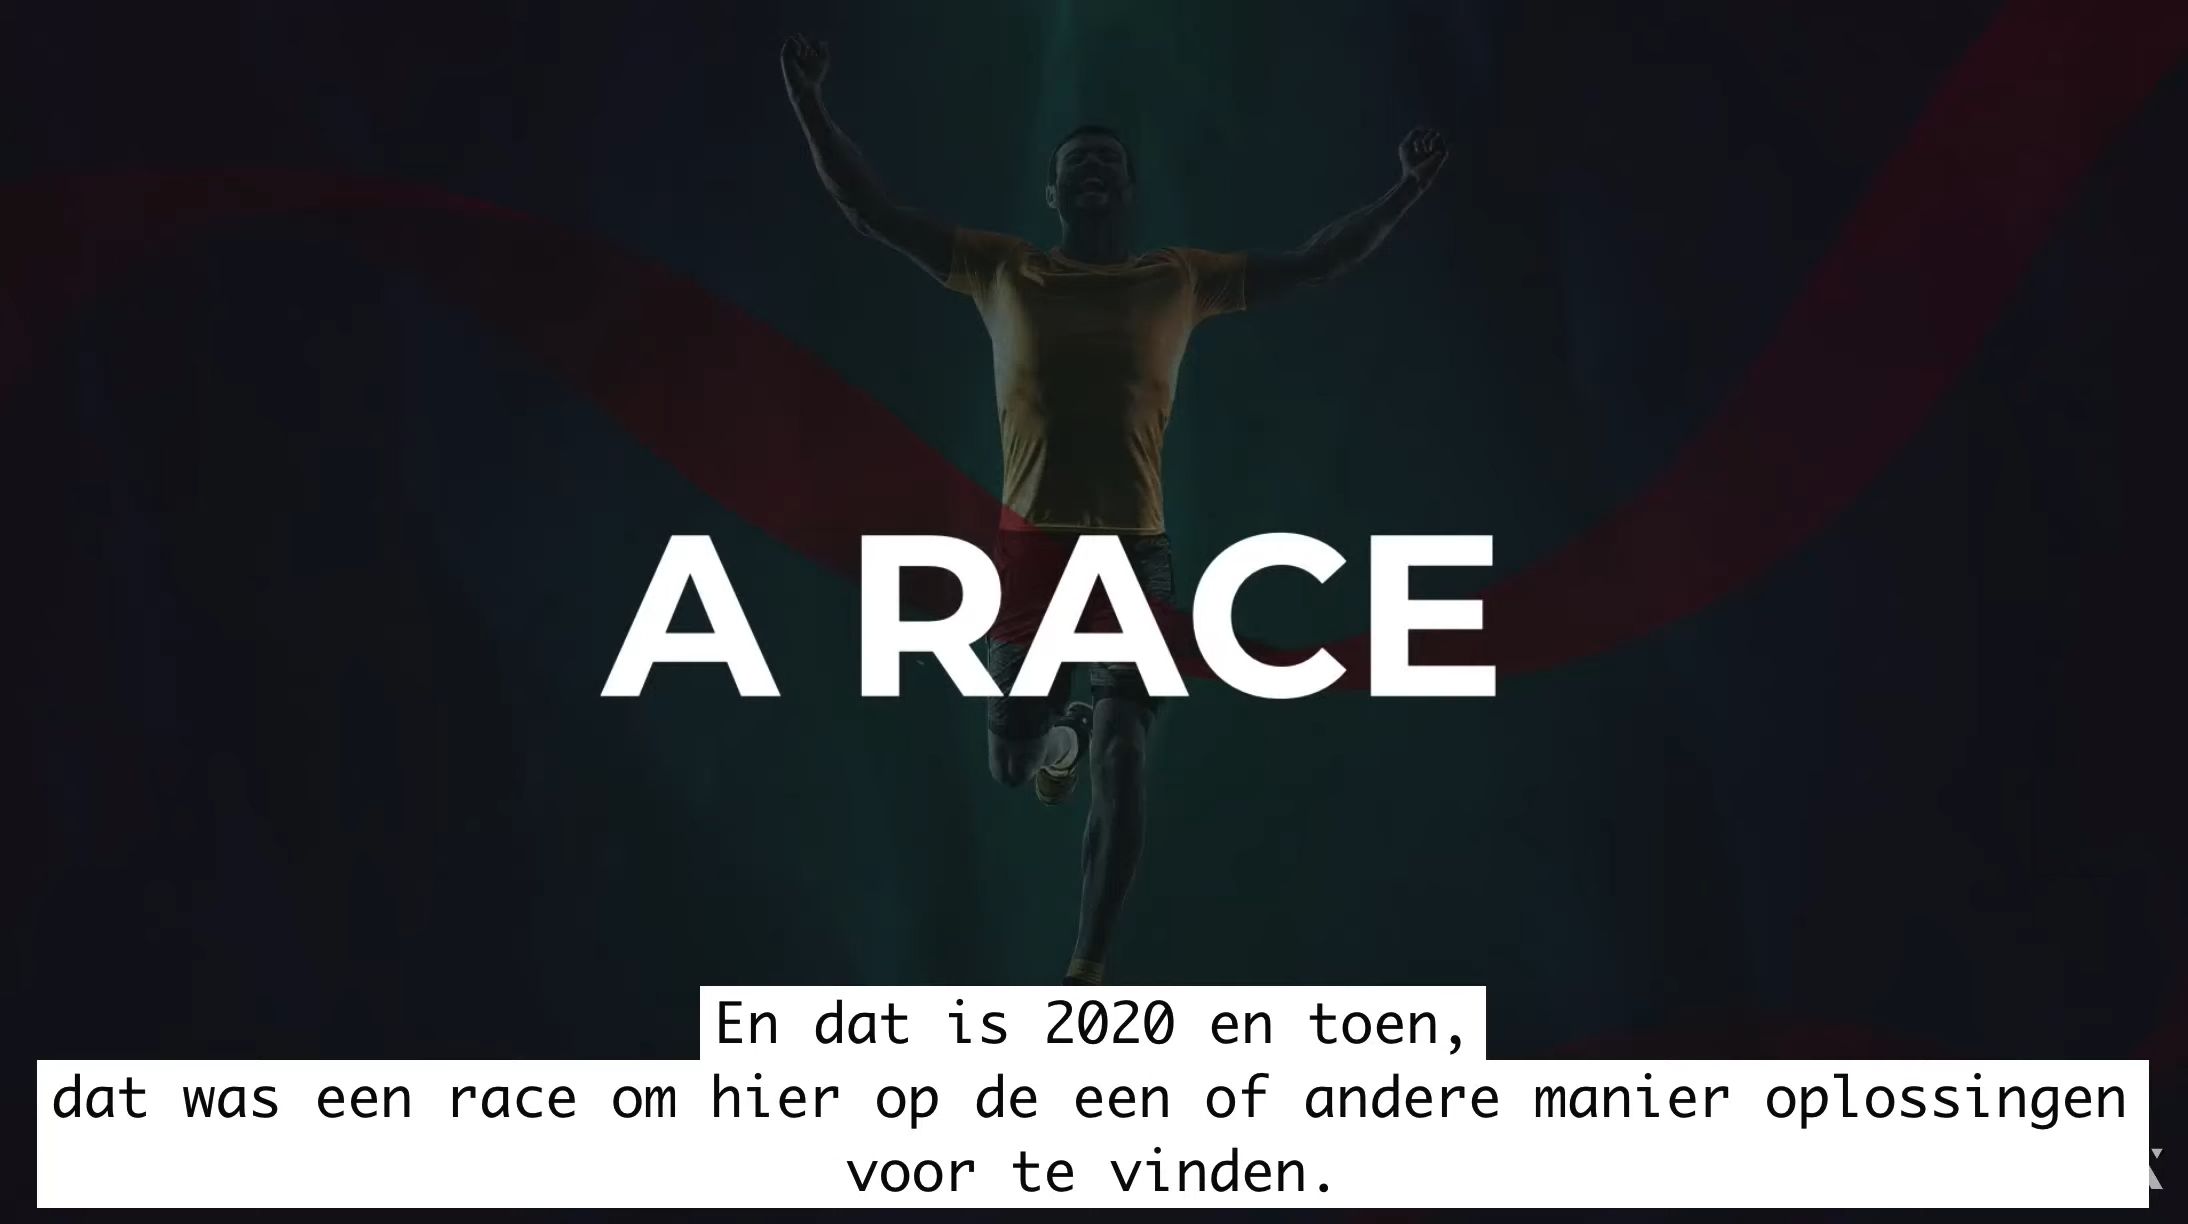 A RACE
En dat is 2020 en toen,
dat was een race om hier op de een of andere manier oplossingen
voor te vinden.